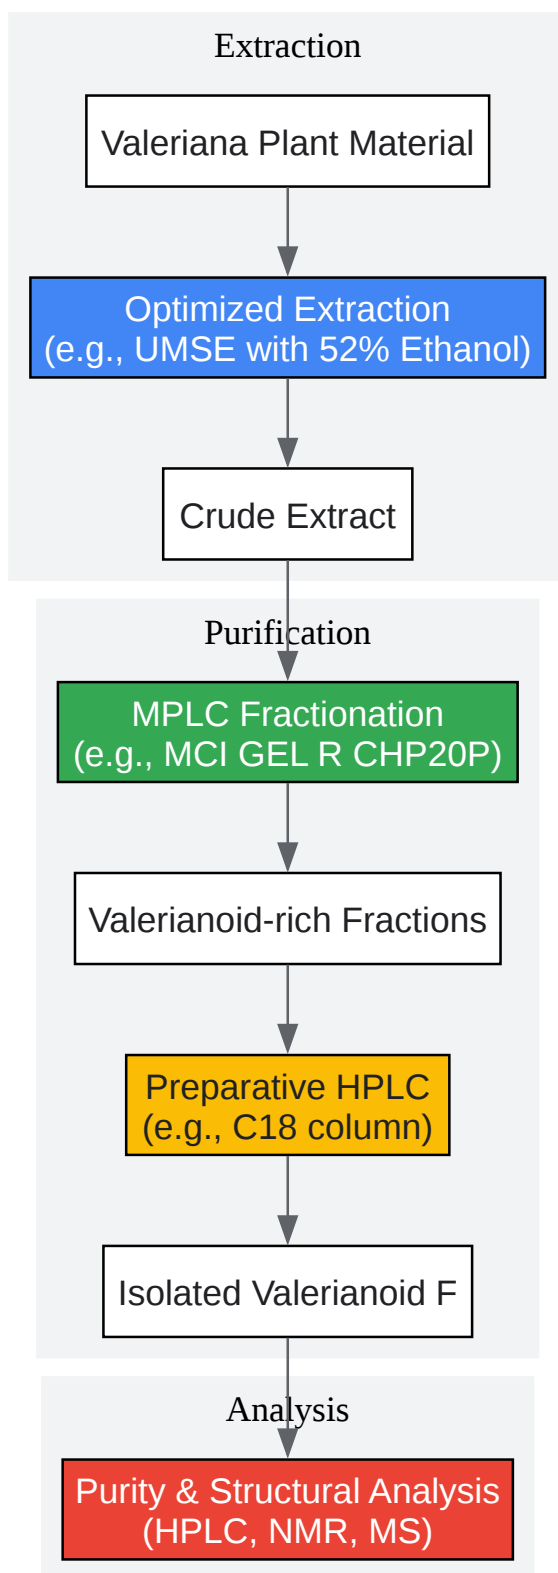 Extraction
Valeriana Plant Material
Optimized Extraction
(e.g., UMSE with 52% Ethanol)
Crude Extract
Purification
MPLC Fractionation
(e.g., MCI GEL R CHP20P)
Valerianoid-rich Fractions
Preparative HPLC
(e.g., C18 column)
Isolated Valerianoid F
Analysis
Purity & Structural Analysis
(HPLC, NMR, MS)